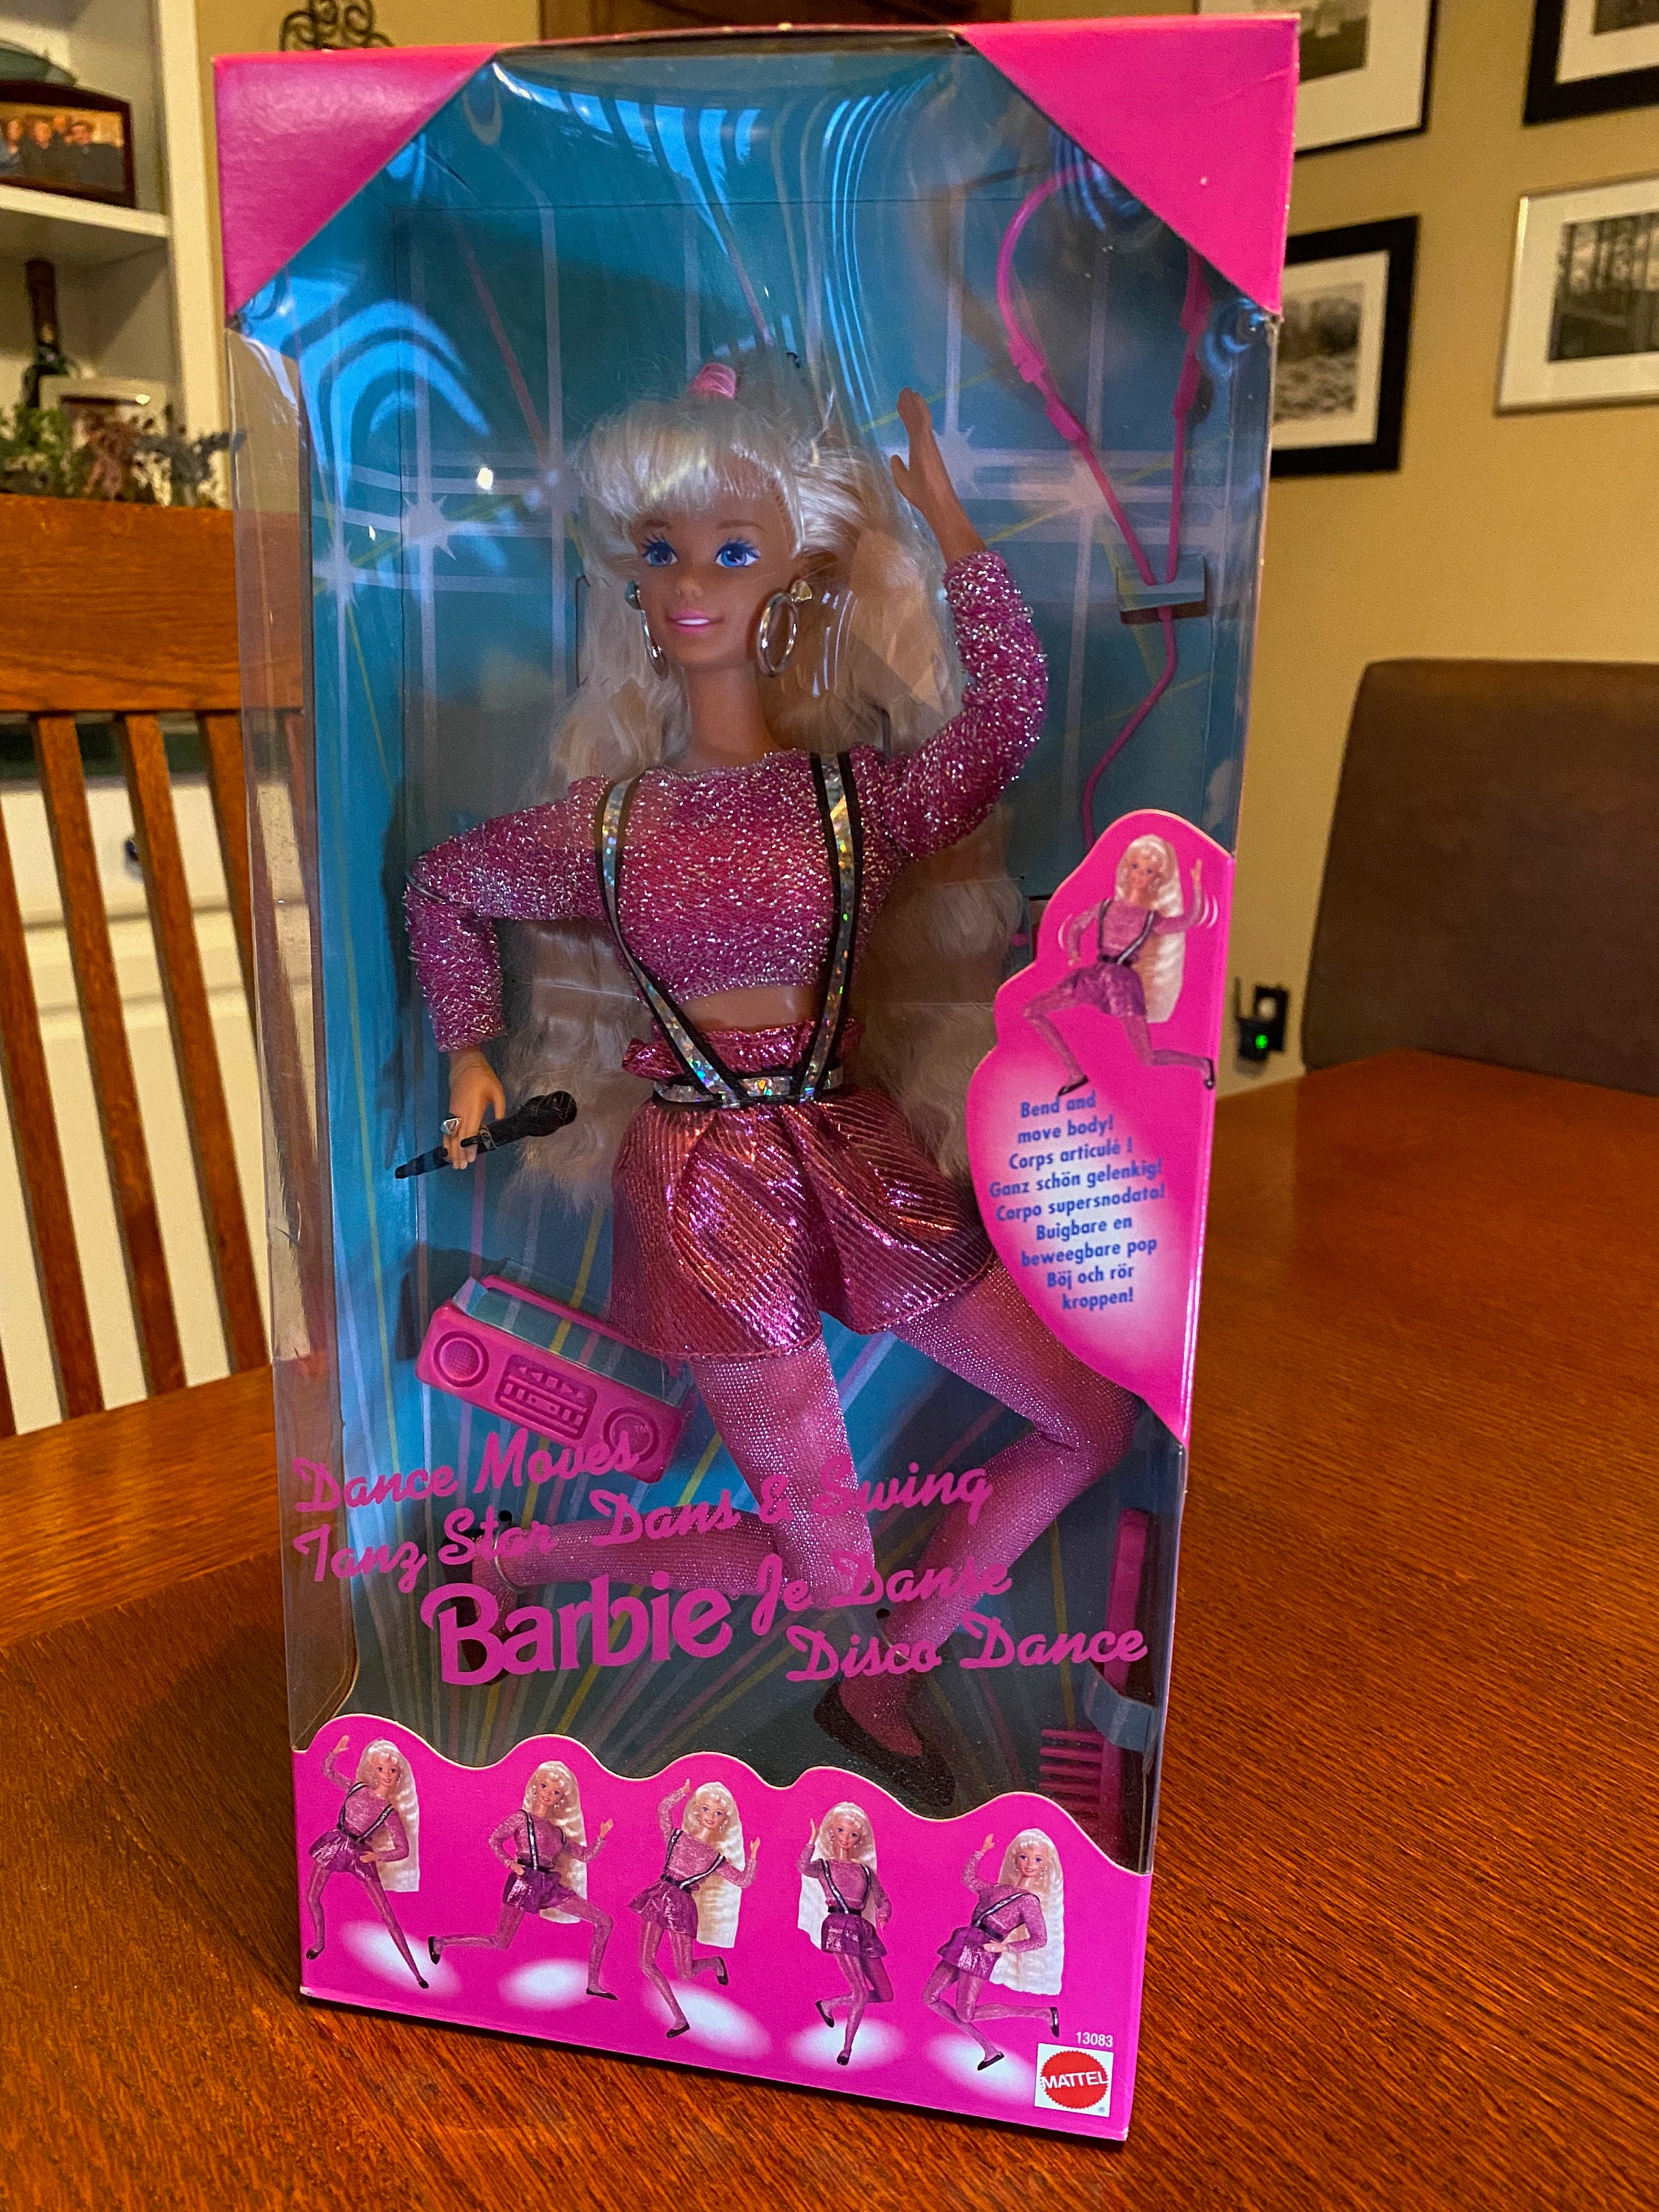 Bend and
move body!
Corps articulé !
Ganz schön gelenkig!
Corpo supersnodato!
Buigbare en
beweegbare pop
Böj och rör
kroppen!
Dance Moves
Tanz Star Dans & Swing
Barbie® Je Danse
Disco Dance
13083
MATTEL